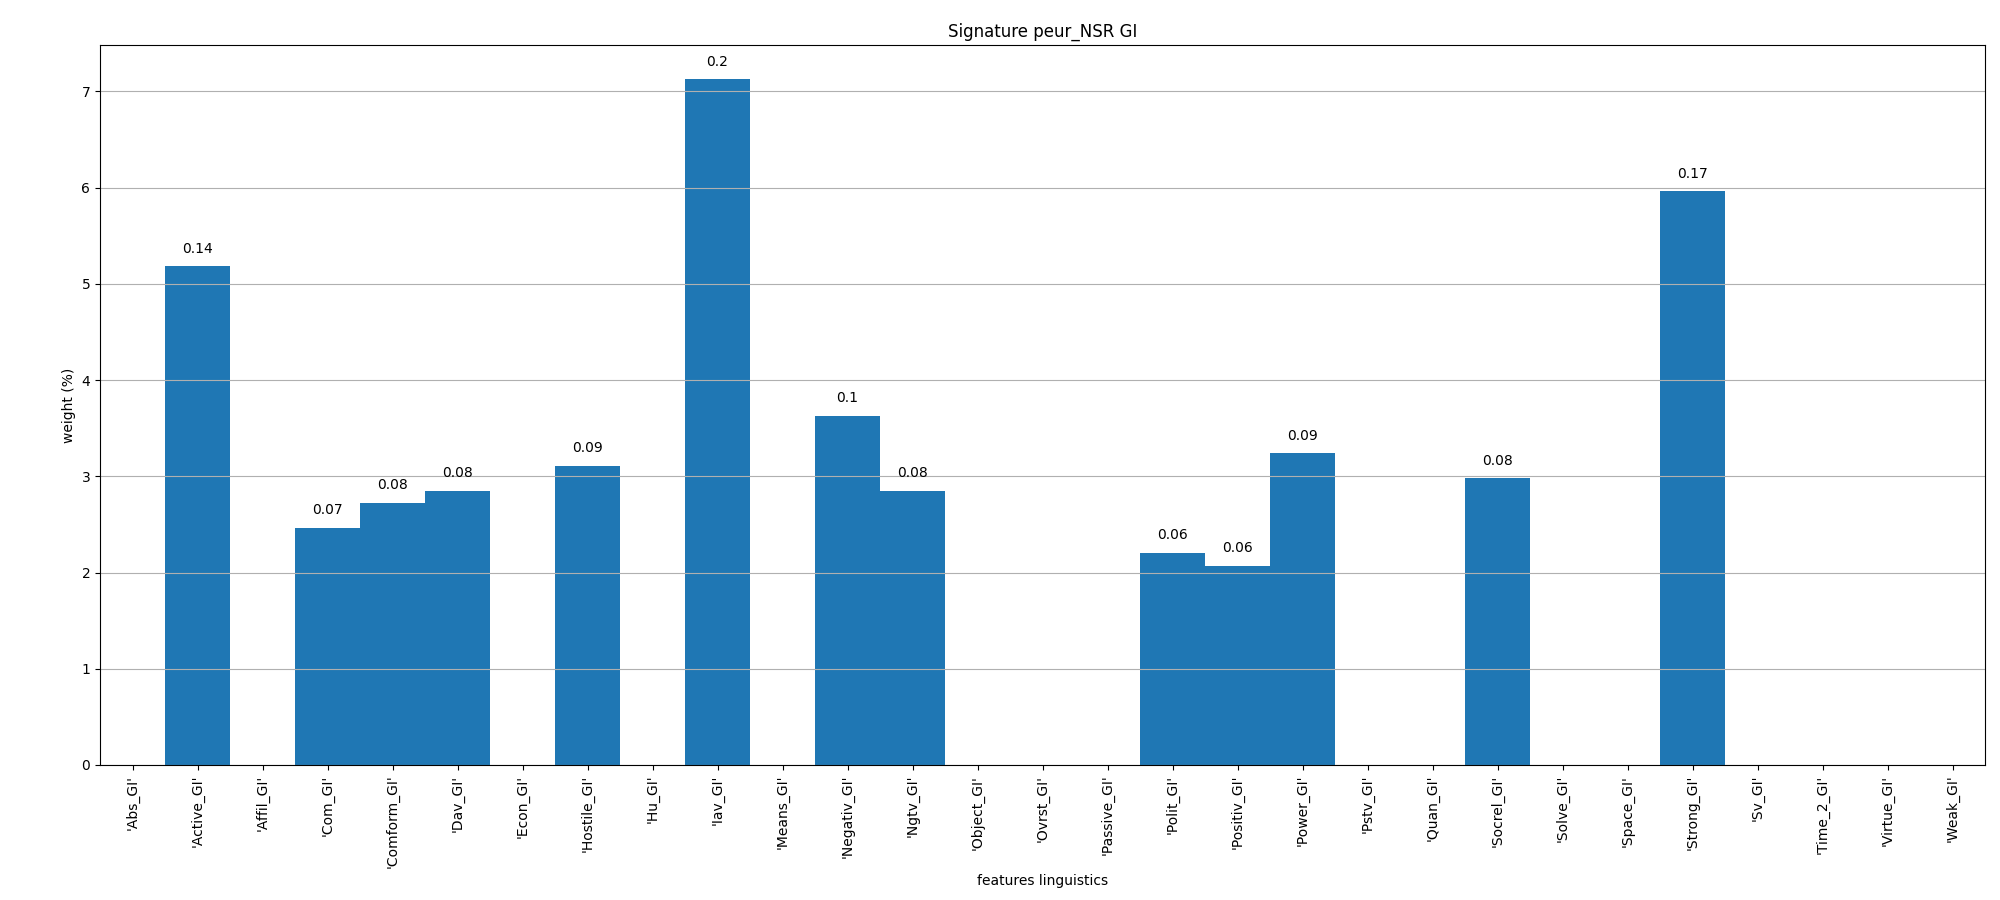 Signature peur_NSR GI
weight (%)
7
6
5
4
3
2
1
0
0.14
0.07
0.08
0.08
0.09
0.2
0.1
0.08
0.06
0.06
0.09
0.08
0.17
'Abs_GI'
'Active_GI'
'Affil_GI'
'Com_GI'
'Comform_GI'
'Dav_GI'
'Econ_GI'
'Hostile_GI'
'Hu_GI'
'Iav_GI'
'Means_GI'
'Negativ_GI'
'Ngtv_GI'
'Object_GI'
'Ovrst_GI'
'Passive_GI'
'Polit_GI'
'Positiv_GI'
'Power_GI'
'Pstv_GI'
'Quan_GI'
'Socrel_GI'
'Solve_GI'
'Space_GI'
'Strong_GI'
'Sv_GI'
'Time_2_GI'
'Virtue_GI'
'Weak_GI'
features linguistics